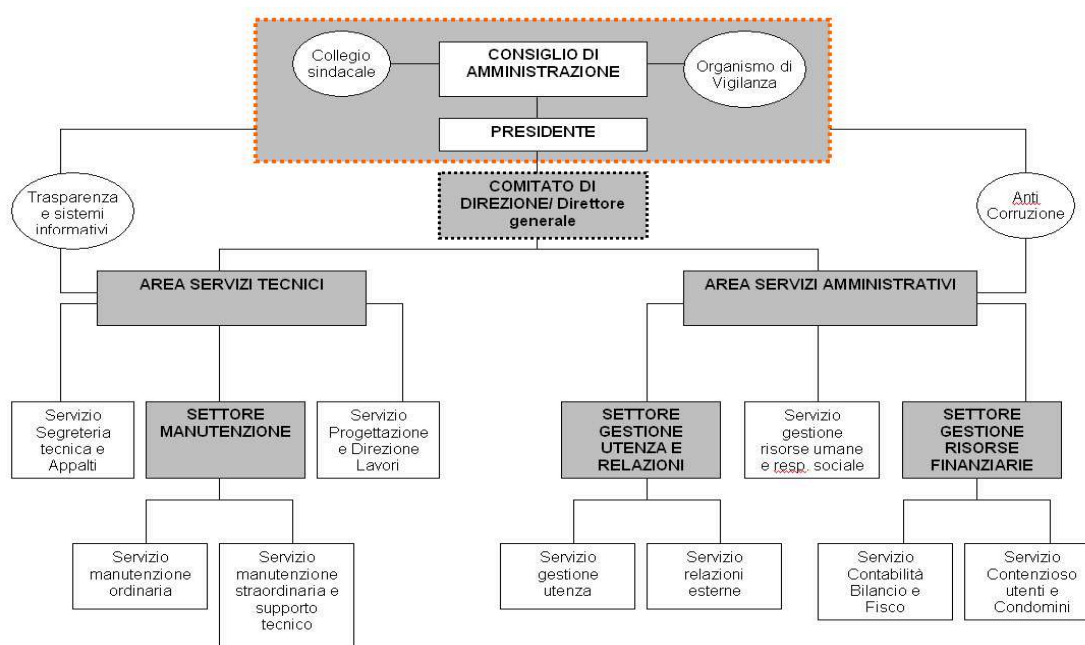 Collegio
sindacale
CONSIGLIO DI
AMMINISTRAZIONE
Organismo di
Vigilanza
PRESIDENTE
Trasparenza
e sistemi
informativi
COMITATO DI
DIREZIONE/ Direttore
generale
Anti
Corruzione
AREA SERVIZI TECNICI
AREA SERVIZI AMMINISTRATIVI
Servizio
Segreteria
tecnica e
Appalti
SETTORE
MANUTENZIONE
Servizio
Progettazione
e Direzione
Lavori
SETTORE
GESTIONE
UTENZA E
RELAZIONI
Servizio
gestione
risorse umane
e resp. sociale
SETTORE
GESTIONE
RISORSE
FINANZIARIE
Servizio
manutenzione
ordinaria
Servizio
manutenzione
straordinaria e
supporto
tecnico
Servizio
gestione
utenza
Servizio
relazioni
esterne
Servizio
Contabilità
Bilancio e
Fisco
Servizio
Contenzioso
utenti e
Condomini